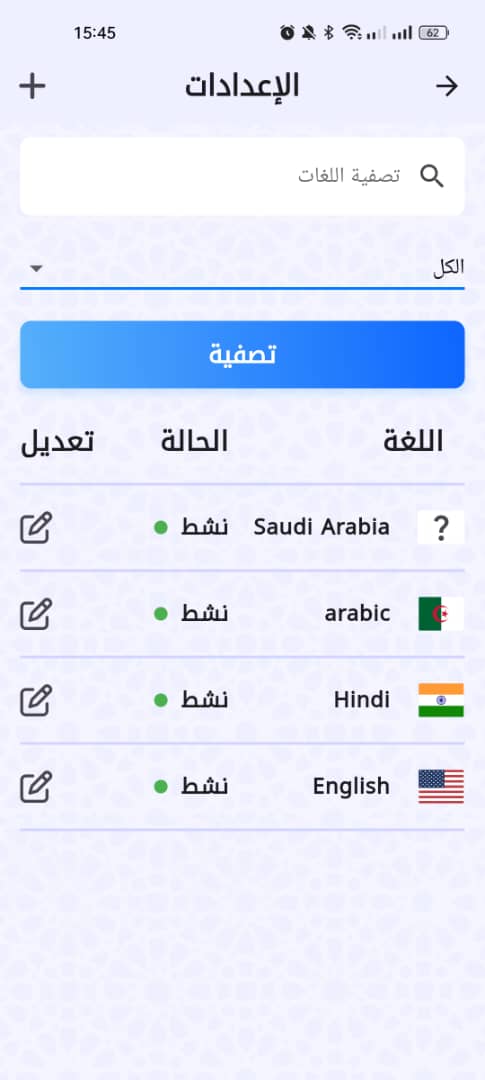 15:45 62
الإعدادات
تصفية اللغات
الكل
تصفية
اللغة الحالة تعديل
? Saudi Arabia نشط
arabic نشط
Hindi نشط
English نشط